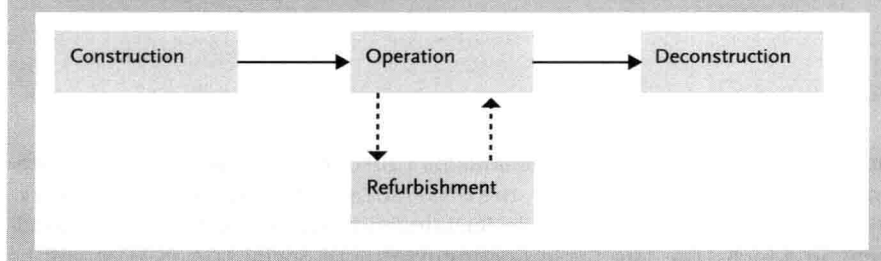 Construction
Operation
Deconstruction
Refurbishment